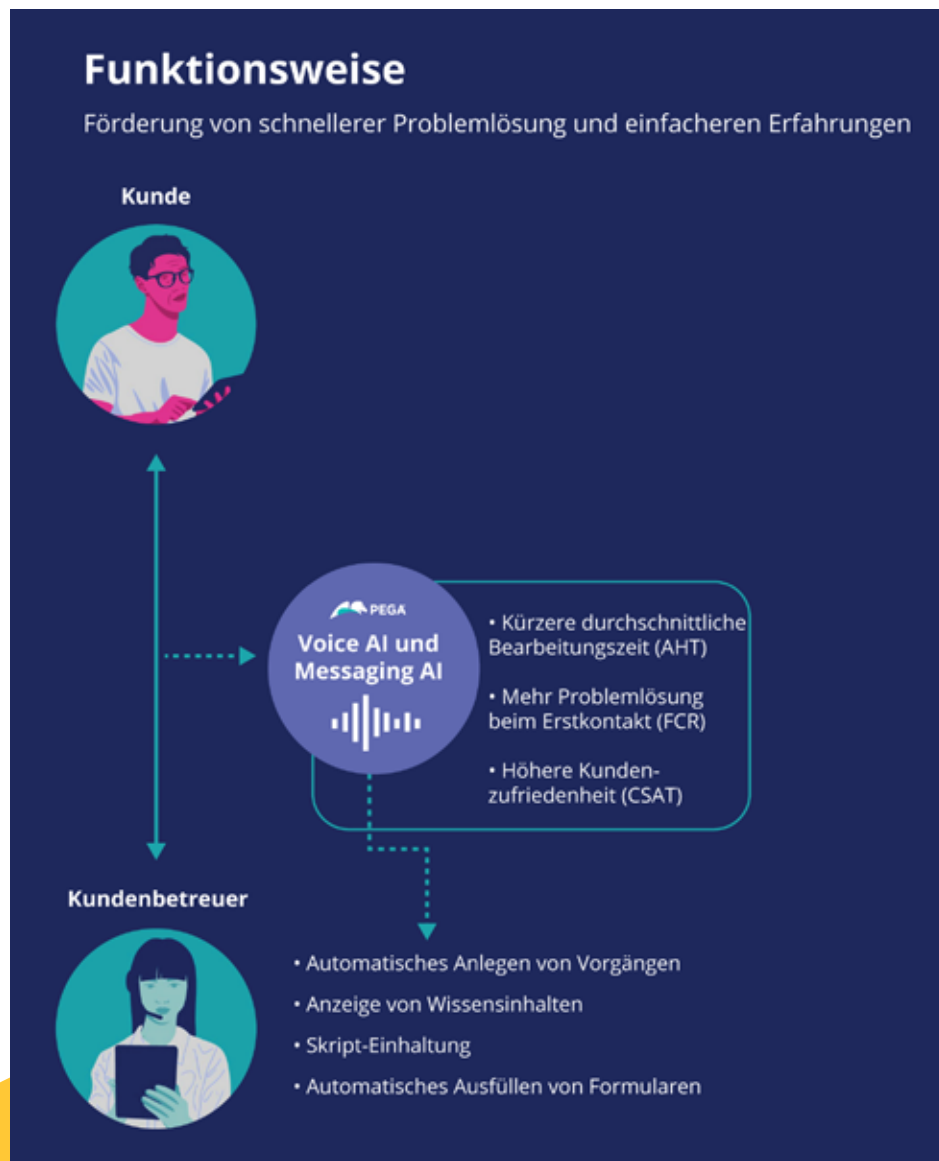 Funktionsweise
Förderung von schnellerer Problemlösung und einfacheren Erfahrungen
Kunde
PEGA
Voice AI und
Messaging AI
• Kürzere durchschnittliche
Bearbeitungszeit (AHT)
• Mehr Problemlösung
beim Erstkontakt (FCR)
• Höhere Kunden-
zufriedenheit (CSAT)
Kundenbetreuer
• Automatisches Anlegen von Vorgängen
• Anzeige von Wissensinhalten
• Skript-Einhaltung
• Automatisches Ausfüllen von Formularen